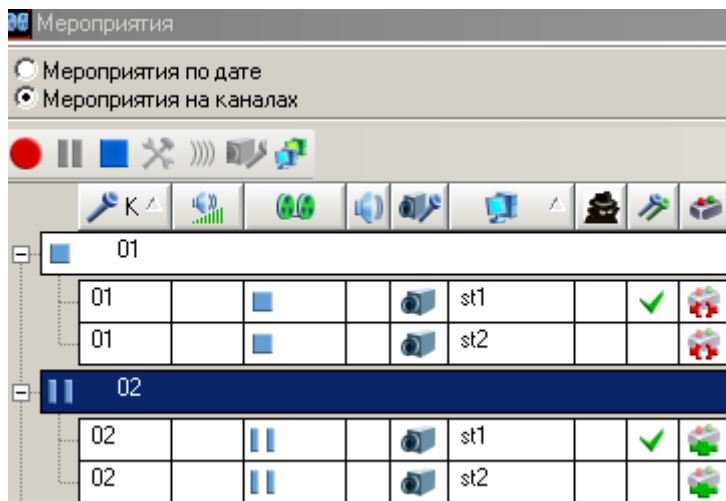 Мероприятия
Мероприятия по дате
Мероприятия на каналах
К
01
01 st1
01 st2
02
02 st1
02 st2